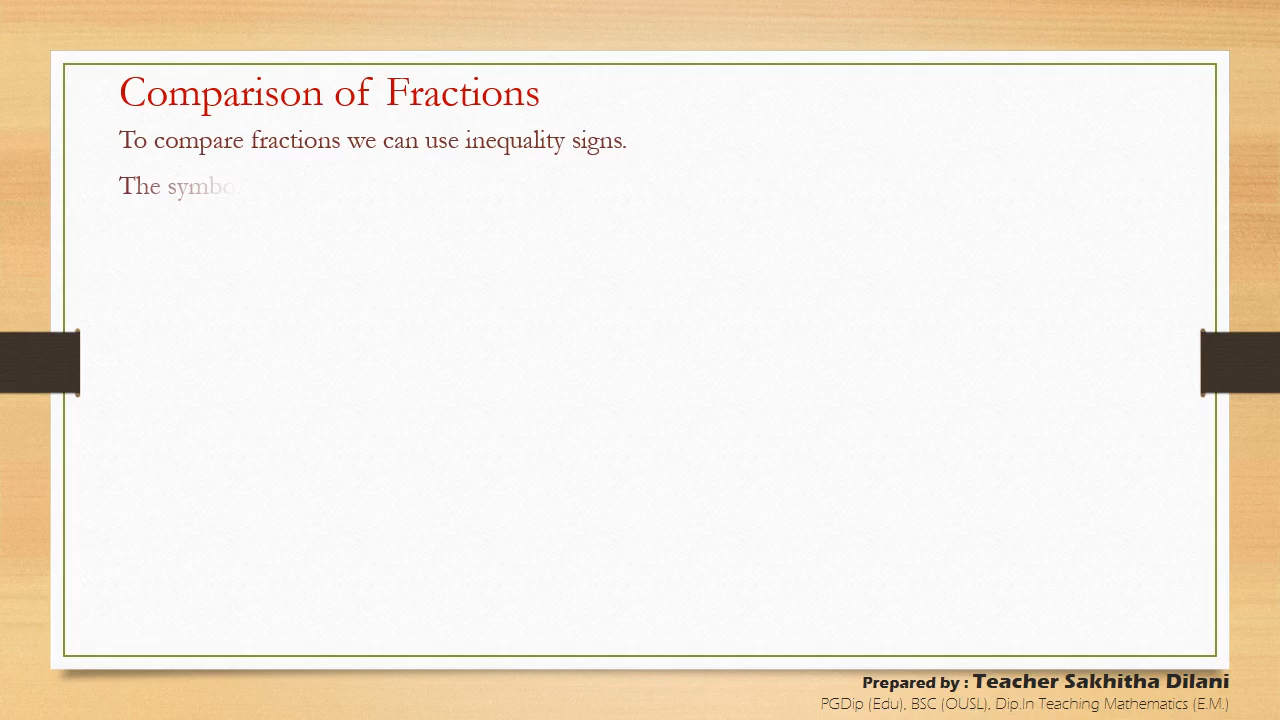 Comparison of Fractions
To compare fractions we can use inequality signs.
The symbo
Prepared by : Teacher Sakhitha Dilani
PGDip (Edu), BSC (OUSL), Dip.In Teaching Mathematics (E.M.)